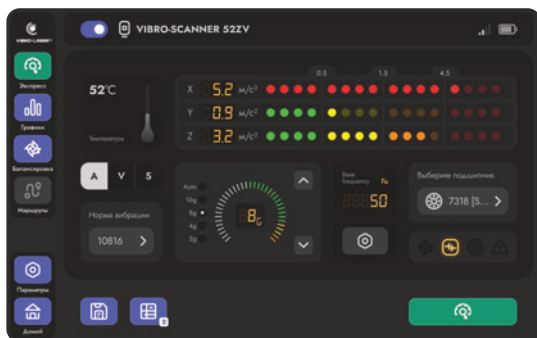 VIBRO-LASER
VIBRO-SCANNER 52ZV
Экспресс
Графики
Балансировка
Маршруты
Параметры
Домой
52°C
Температура
0.5 1.5 4.5
X 5.2 м/с²
Y 0.9 м/с²
Z 3.2 м/с²
A V S
Норма вибрации
10816
Auto
16g
8g
4g
2g
8G
Base frequency Гц
50
Выберите подшипник
7318 [S...